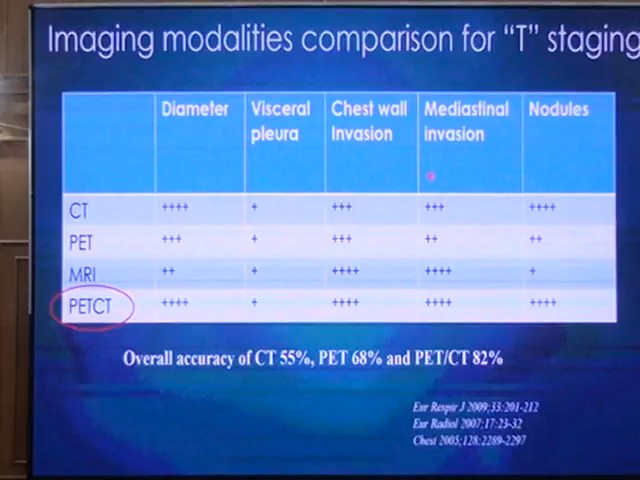 Imaging modalities comparison for “T” staging
Diameter Visceral pleura Chest wall Invasion Mediastinal invasion Nodules
CT ++++ + +++ +++ ++++
PET +++ + +++ ++ ++
MRI ++ + ++++ ++++ +
PETCT ++++ + ++++ ++++ ++++
Overall accuracy of CT 55%, PET 68% and PET/CT 82%
Eur Respir J 2009;33:201-212
Eur Radiol 2007;17:23-32
Chest 2005;128:2289-2297